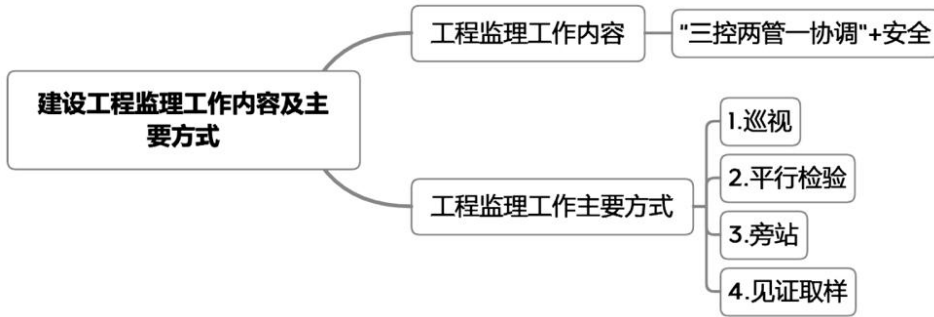 工程监理工作内容
"三控两管一协调"+安全
建设工程监理工作内容及主
要方式
1.巡视
2.平行检验
工程监理工作主要方式
3.旁站
4.见证取样